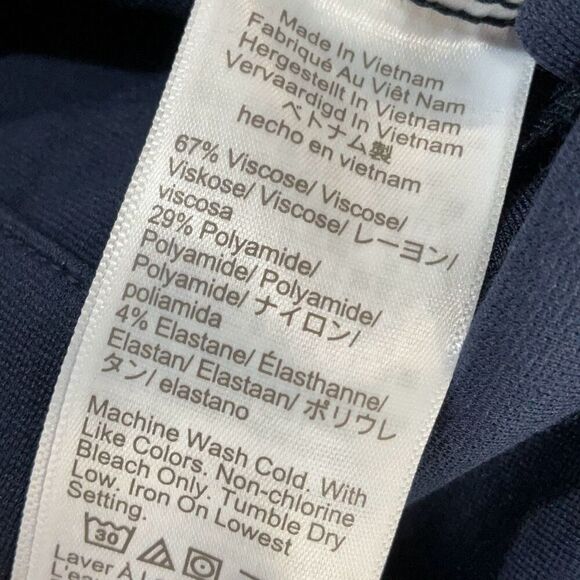 Made In Vietnam
Fabriqué Au Viêt Nam
Hergestellt In Vietnam
Vervaardigd In Vietnam
ベトナム製
hecho en vietnam
67% Viscose/ Viscose/
Viskose/ Viscose/ レーヨン/
viscosa
29% Polyamide/
Polyamide/ Polyamide/
Polyamide/ ナイロン/
poliamida
4% Elastane/ Élasthanne/
Elastan/ Elastaan/ ポリウレ
タン/ elastano
Machine Wash Cold. With
Like Colors. Non-chlorine
Bleach Only. Tumble Dry
Low. Iron On Lowest
Setting.
30
Laver À
L'ea